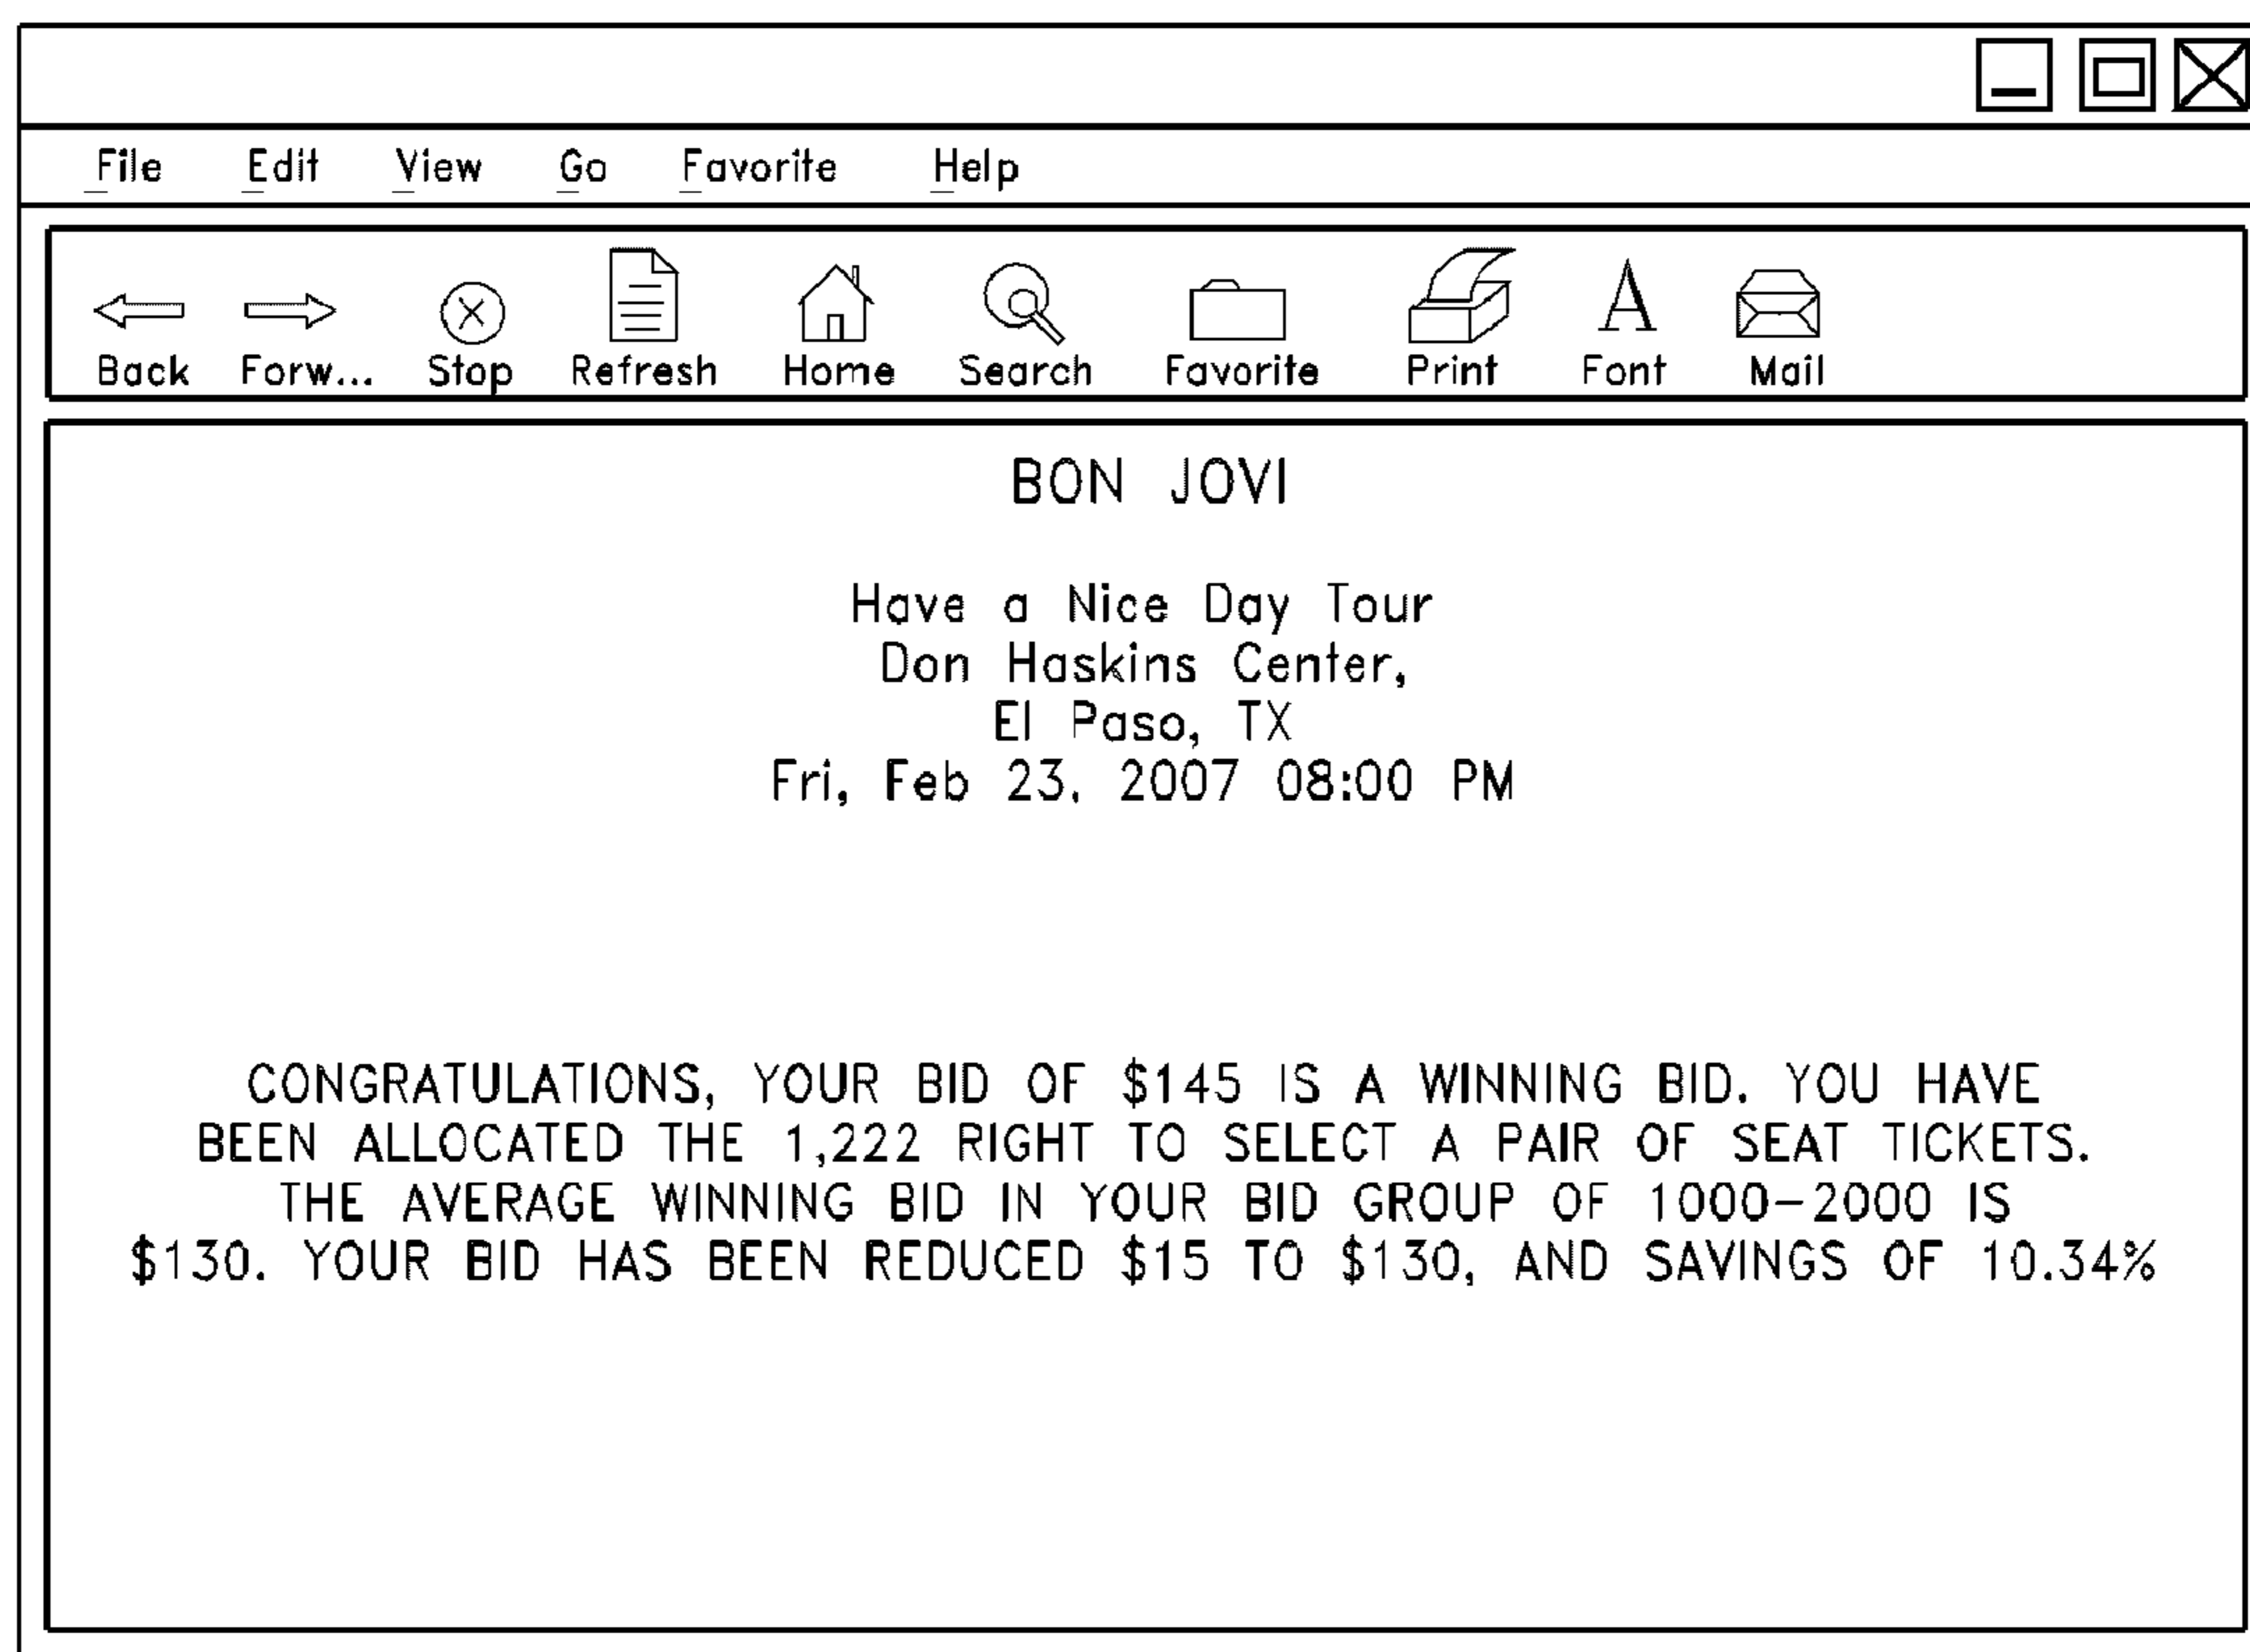 File Edit View Go Favorite Help
Back Forw... Stop Refresh Home Search Favorite Print Font Mail
BON JOVI
Have a Nice Day Tour
Don Haskins Center,
El Paso, TX
Fri, Feb 23, 2007 08:00 PM
CONGRATULATIONS, YOUR BID OF $145 IS A WINNING BID. YOU HAVE
BEEN ALLOCATED THE 1,222 RIGHT TO SELECT A PAIR OF SEAT TICKETS.
THE AVERAGE WINNING BID IN YOUR BID GROUP OF 1000-2000 IS
$130. YOUR BID HAS BEEN REDUCED $15 TO $130, AND SAVINGS OF 10.34%